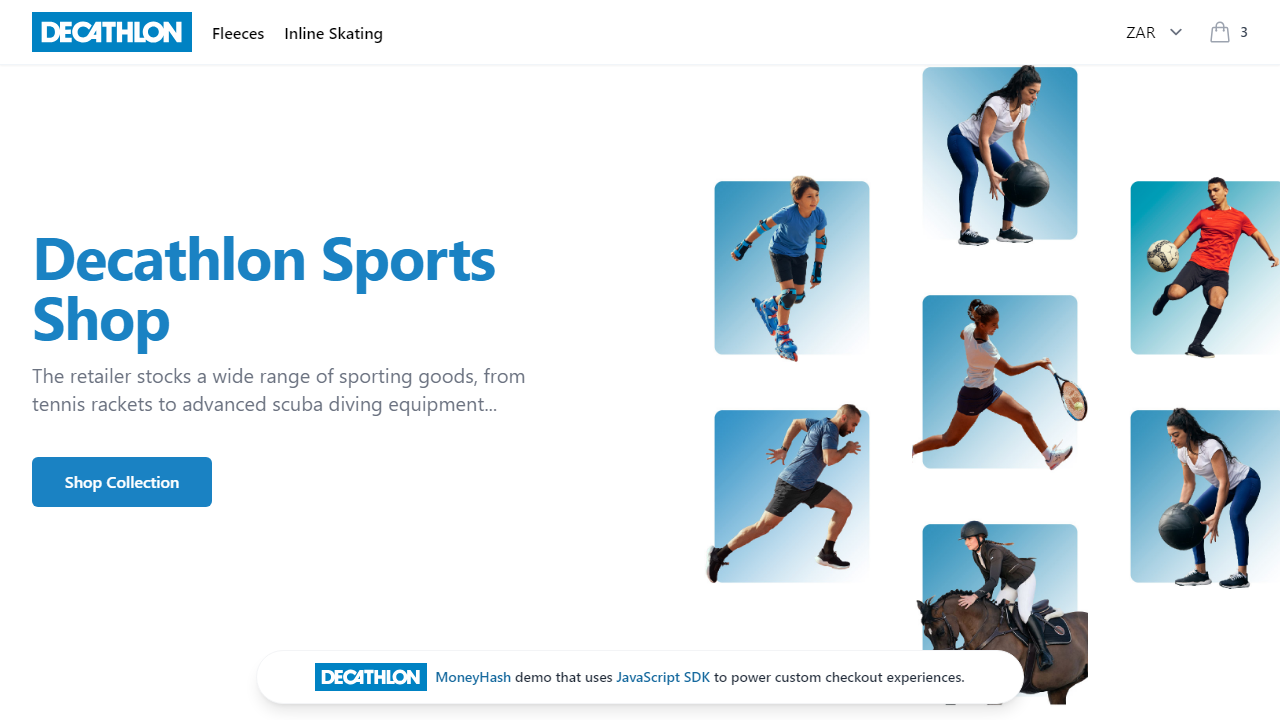 DECATHLON
Fleeces
Inline Skating
ZAR
3
Decathlon Sports
Shop
The retailer stocks a wide range of sporting goods, from
tennis rackets to advanced scuba diving equipment...
Shop Collection
DECATHLON MoneyHash demo that uses JavaScript SDK to power custom checkout experiences.